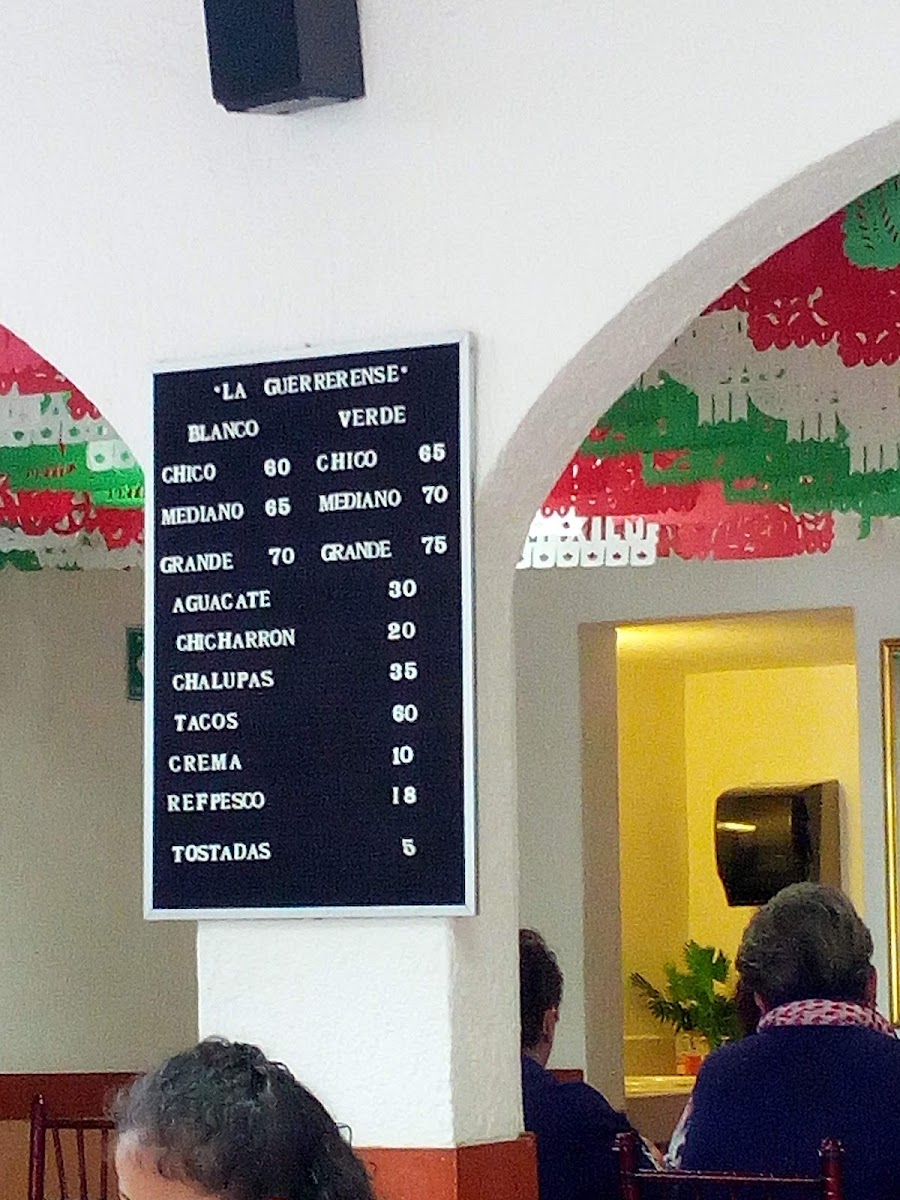 "LA GUERRERENSE"
BLANCO VERDE
CHICO 60 CHICO 65
MEDIANO 65 MEDIANO 70
GRANDE 70 GRANDE 75
AGUACATE 30
CHICHARRON 20
CHALUPAS 35
TACOS 60
CREMA 10
REFPESCO 18
TOSTADAS 5